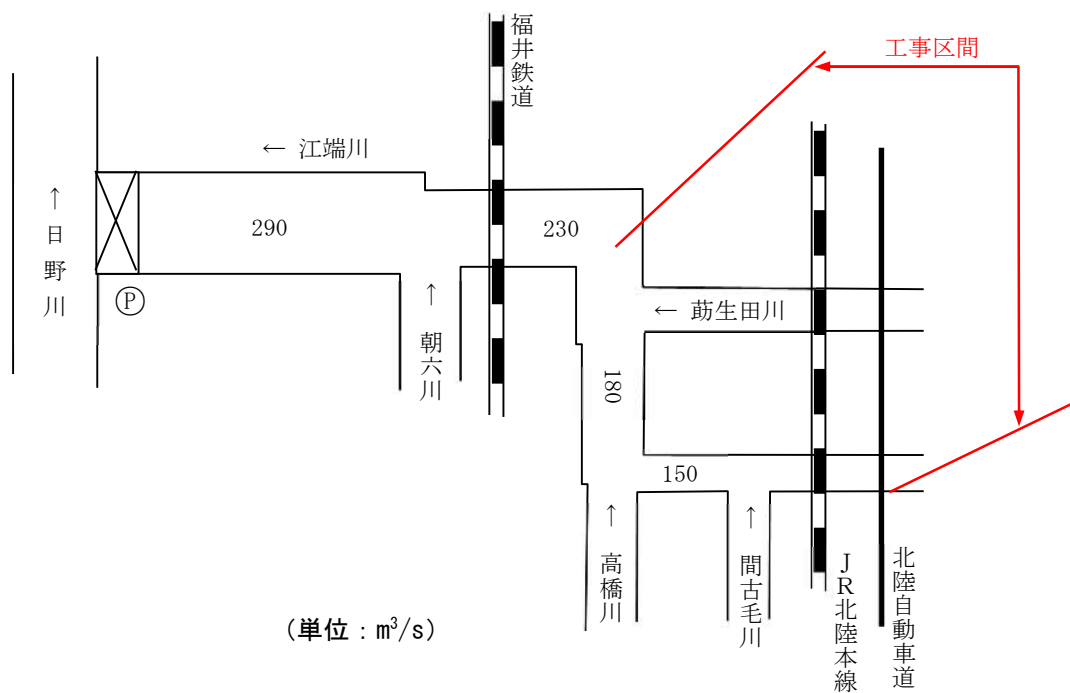 工事区間
福井鉄道
← 江端川
↑日野川
290
230
Ⓟ
← 莇生田川
↑朝六川
180
150
↑高橋川
↑間古毛川
JR北陸本線
北陸自動車道
(単位：m³/s)